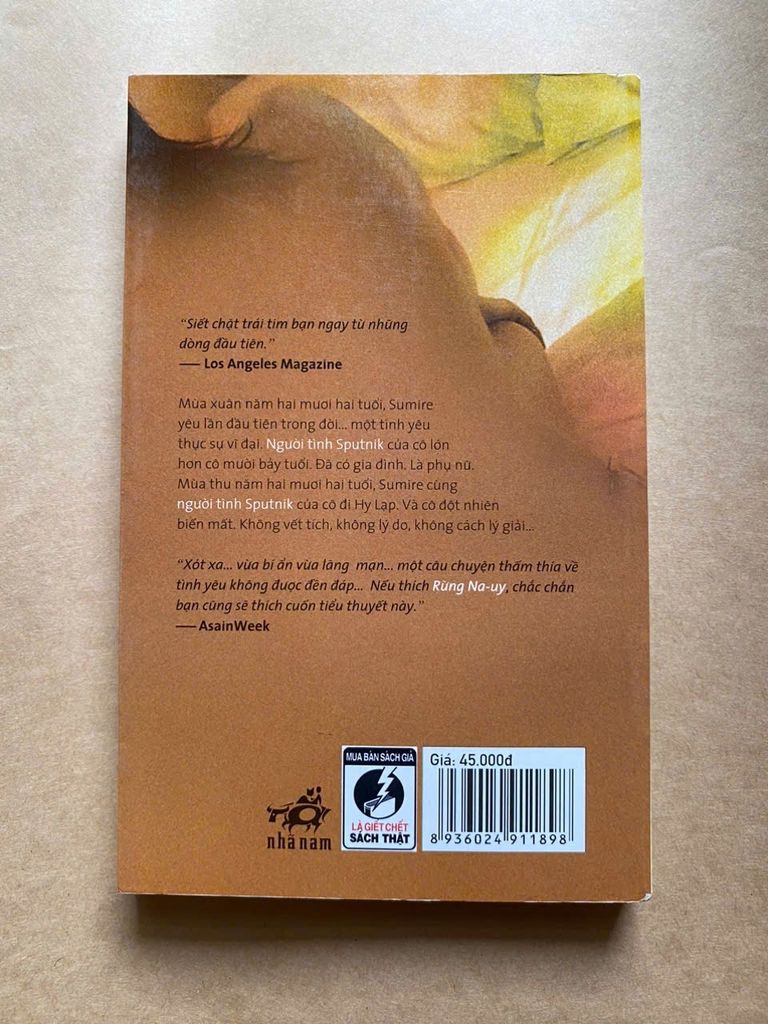 “Siết chặt trái tim bạn ngay từ những
dòng đầu tiên.”
— Los Angeles Magazine
Mùa xuân năm hai mươi hai tuổi, Sumire
yêu lần đầu tiên trong đời... một tình yêu
thực sự vĩ đại. Người tình Sputnik của cô lớn
hơn cô mười bảy tuổi. Đã có gia đình. Là phụ nữ.
Mùa thu năm hai mươi hai tuổi, Sumire cùng
người tình Sputnik của cô đi Hy Lạp. Và cô đột nhiên
biến mất. Không vết tích, không lý do, không cách lý giải...
“Xót xa... vừa bí ẩn vừa lãng mạn... một câu chuyện thấm thía về
tình yêu không được đền đáp... Nếu thích Rừng Na-uy, chắc chắn
bạn cũng sẽ thích cuốn tiểu thuyết này.”
— AsainWeek
nhã nam
MUA BÁN SÁCH GIẢ
LÀ GIẾT CHẾT
SÁCH THẬT
Giá: 45.000đ
8 936024 911898